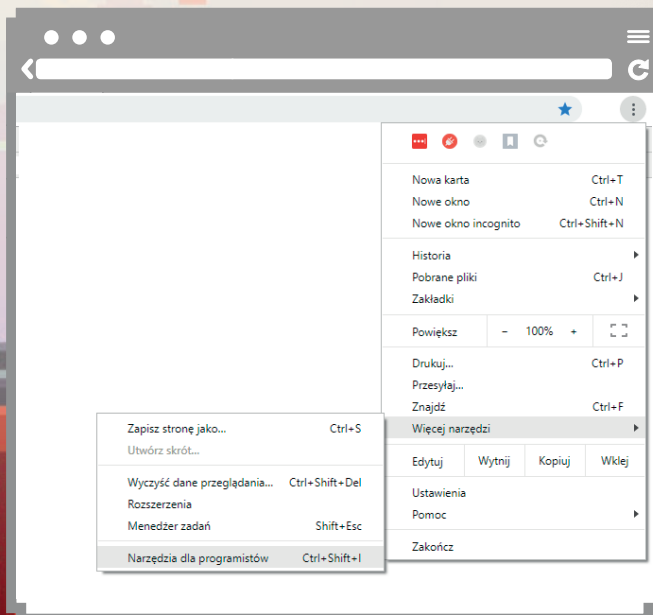 Nowa karta Ctrl+T
Nowe okno Ctrl+N
Nowe okno incognito Ctrl+Shift+N
Historia
Pobrane pliki Ctrl+J
Zakładki
Powiększ - 100% +
Drukuj... Ctrl+P
Przesyłaj...
Znajdź Ctrl+F
Więcej narzędzi
Edytuj Wytnij Kopiuj Wklej
Ustawienia
Pomoc
Zakończ
Zapisz stronę jako... Ctrl+S
Utwórz skrót...
Wyczyść dane przeglądania... Ctrl+Shift+Del
Rozszerzenia
Menedżer zadań Shift+Esc
Narzędzia dla programistów Ctrl+Shift+I